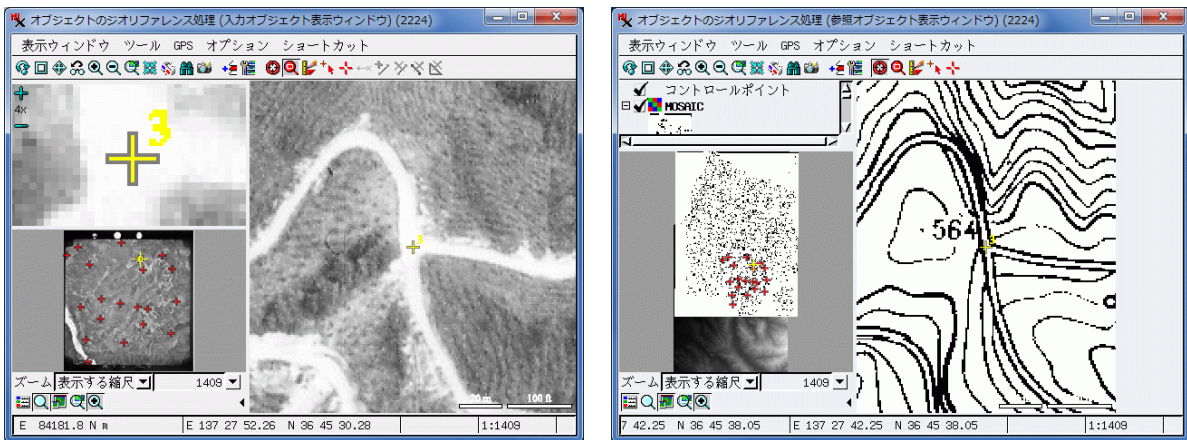 オブジェクトのジオリファレンス処理 (入力オブジェクト表示ウィンドウ) (2224)
表示ウィンドウ ツール GPS オプション ショートカット
4x
3
3
ズーム 表示する縮尺 1409
20 m 100 ft
E 84181.8 N m E 137 27 52.26 N 36 45 30.28 1:1409
オブジェクトのジオリファレンス処理 (参照オブジェクト表示ウィンドウ) (2224)
表示ウィンドウ ツール GPS オプション ショートカット
コントロールポイント
MOSAIC
564
3
ズーム 表示する縮尺 1409
100 ft
7 42.25 N 36 45 38.05 E 137 27 42.25 N 36 45 38.05 1:1409